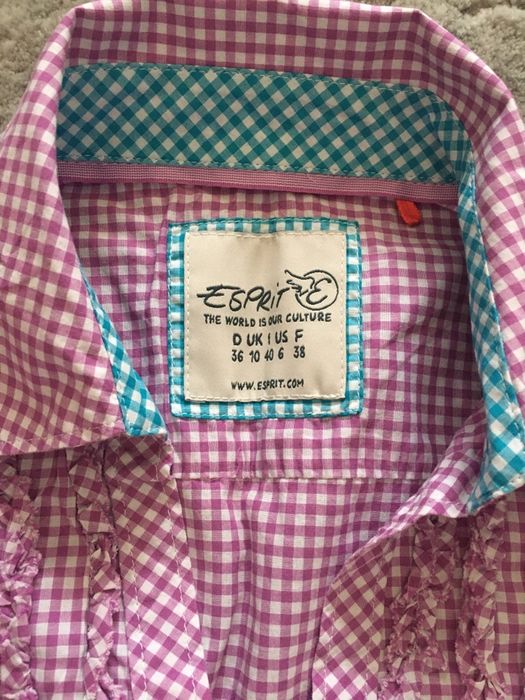 ESPRIT E
THE WORLD IS OUR CULTURE
D UK I US F
36 10 40 6 38
WWW.ESPRIT.COM